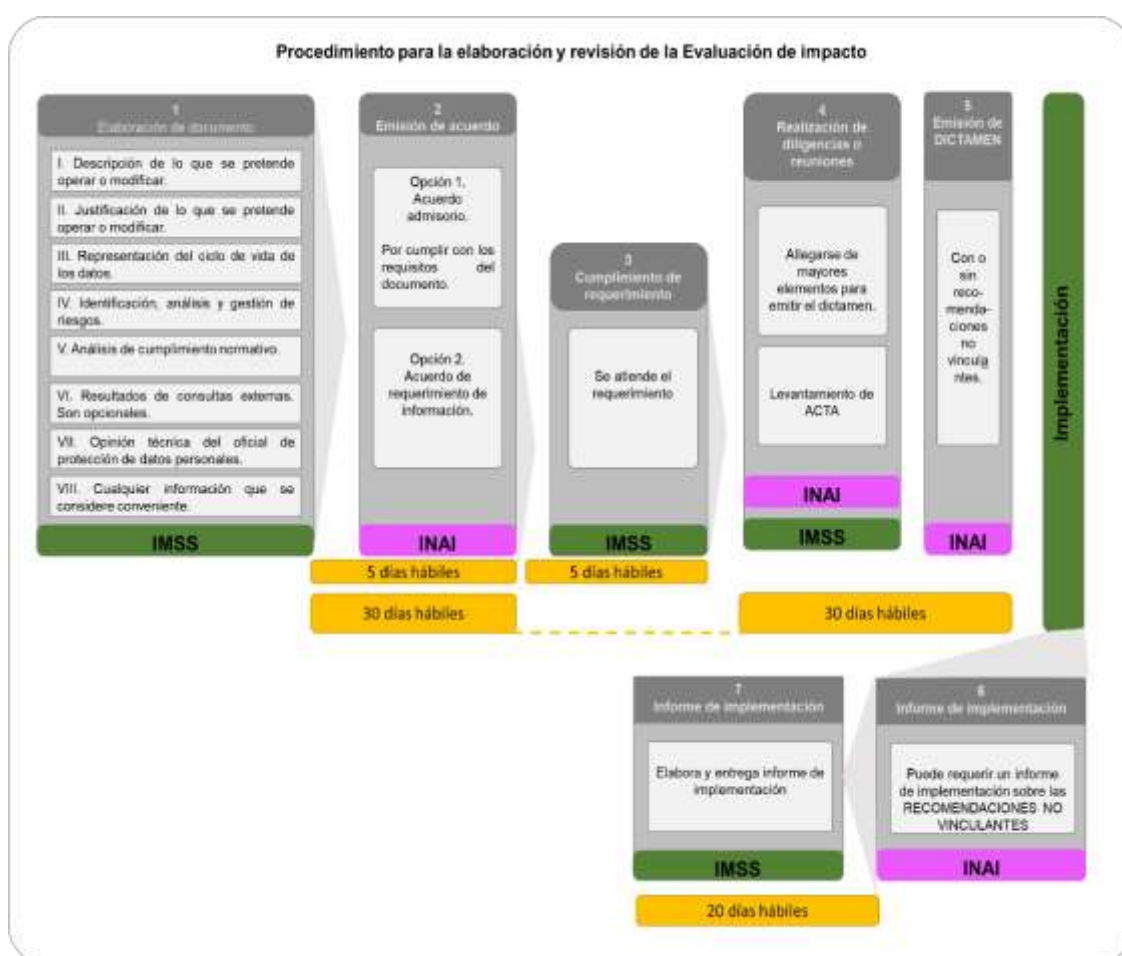 Procedimiento para la elaboración y revisión de la Evaluación de impacto
1
Elaboración de documento
I. Descripción de lo que se pretende
operar o modificar.
II. Justificación de lo que se pretende
operar o modificar.
III. Representación del ciclo de vida de
los datos.
IV. Identificación, análisis y gestión de
riesgos.
V. Análisis de cumplimiento normativo.
VI. Resultados de consultas externas.
Son opcionales.
VII. Opinión técnica del oficial de
protección de datos personales.
VIII. Cualquier información que se
considere conveniente.
IMSS
2
Emisión de acuerdo
Opción 1.
Acuerdo
admisorio.
Por cumplir con los
requisitos del
documento.
Opción 2.
Acuerdo de
requerimiento de
información.
INAI
5 días hábiles
30 días hábiles
3
Cumplimiento de
requerimiento
Se atiende el
requerimiento
IMSS
5 días hábiles
4
Realización de
diligencias o
reuniones
Allegarse de
mayores
elementos para
emitir el dictamen.
Levantamiento de
ACTA
INAI
IMSS
5
Emisión de
DICTAMEN
Con o
sin
reco-
menda-
ciones
no
vincula
ntes.
INAI
30 días hábiles
Implementación
7
Informe de implementación
Elabora y entrega informe de
implementación
IMSS
20 días hábiles
6
Informe de implementación
Puede requerir un informe
de implementación sobre las
RECOMENDACIONES NO
VINCULANTES
INAI